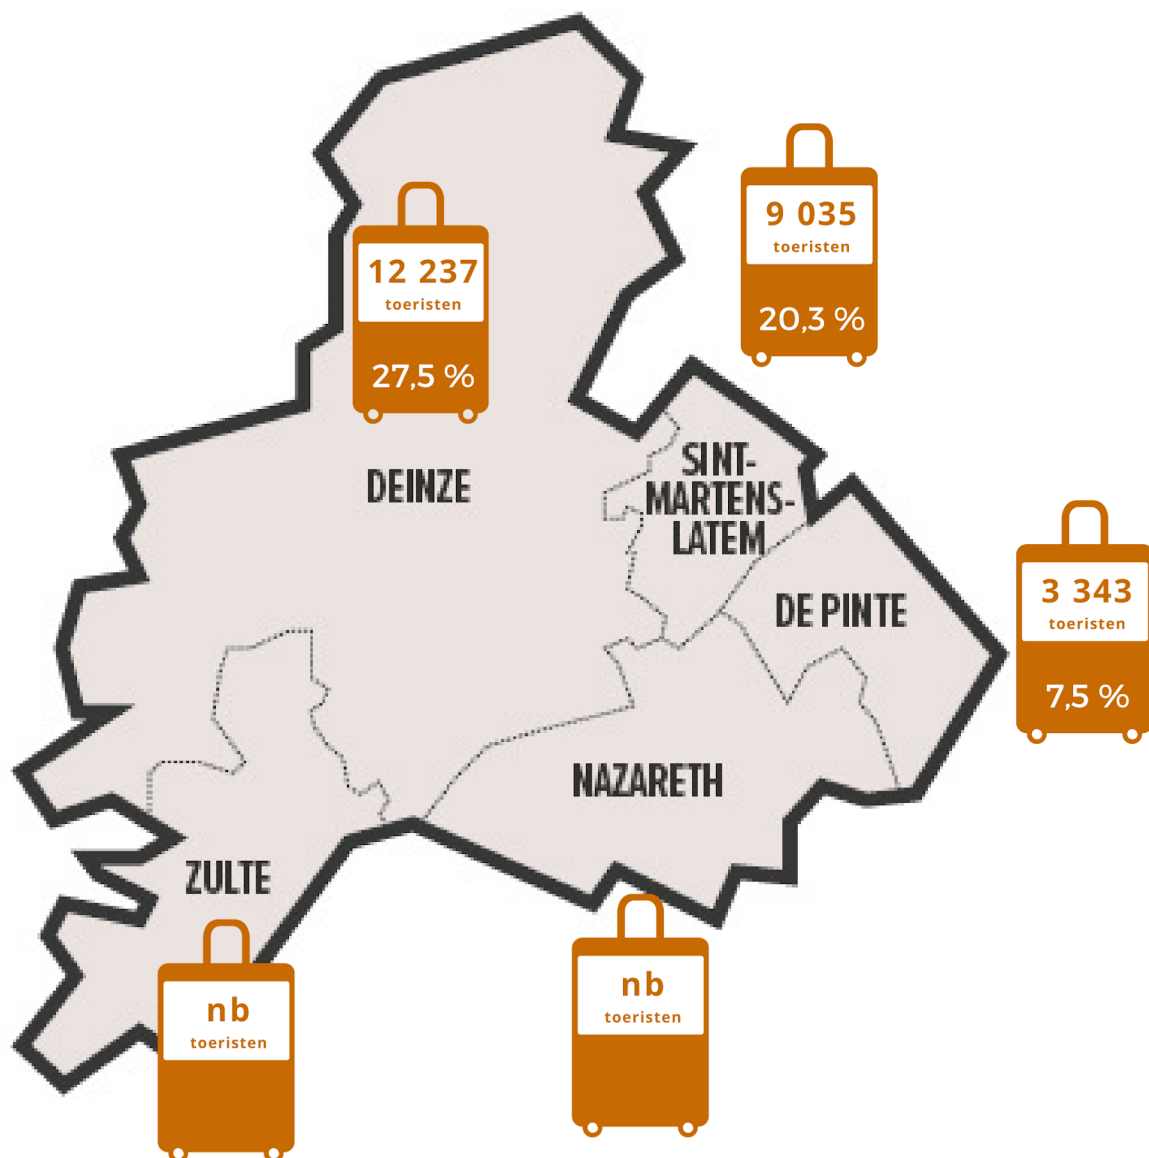 9 035
toeristen
20,3 %
12 237
toeristen
27,5 %
DEINZE
SINT-
MARTENS-
LATEM
3 343
toeristen
7,5 %
DE PINTE
NAZARETH
ZULTE
nb
toeristen
nb
toeristen